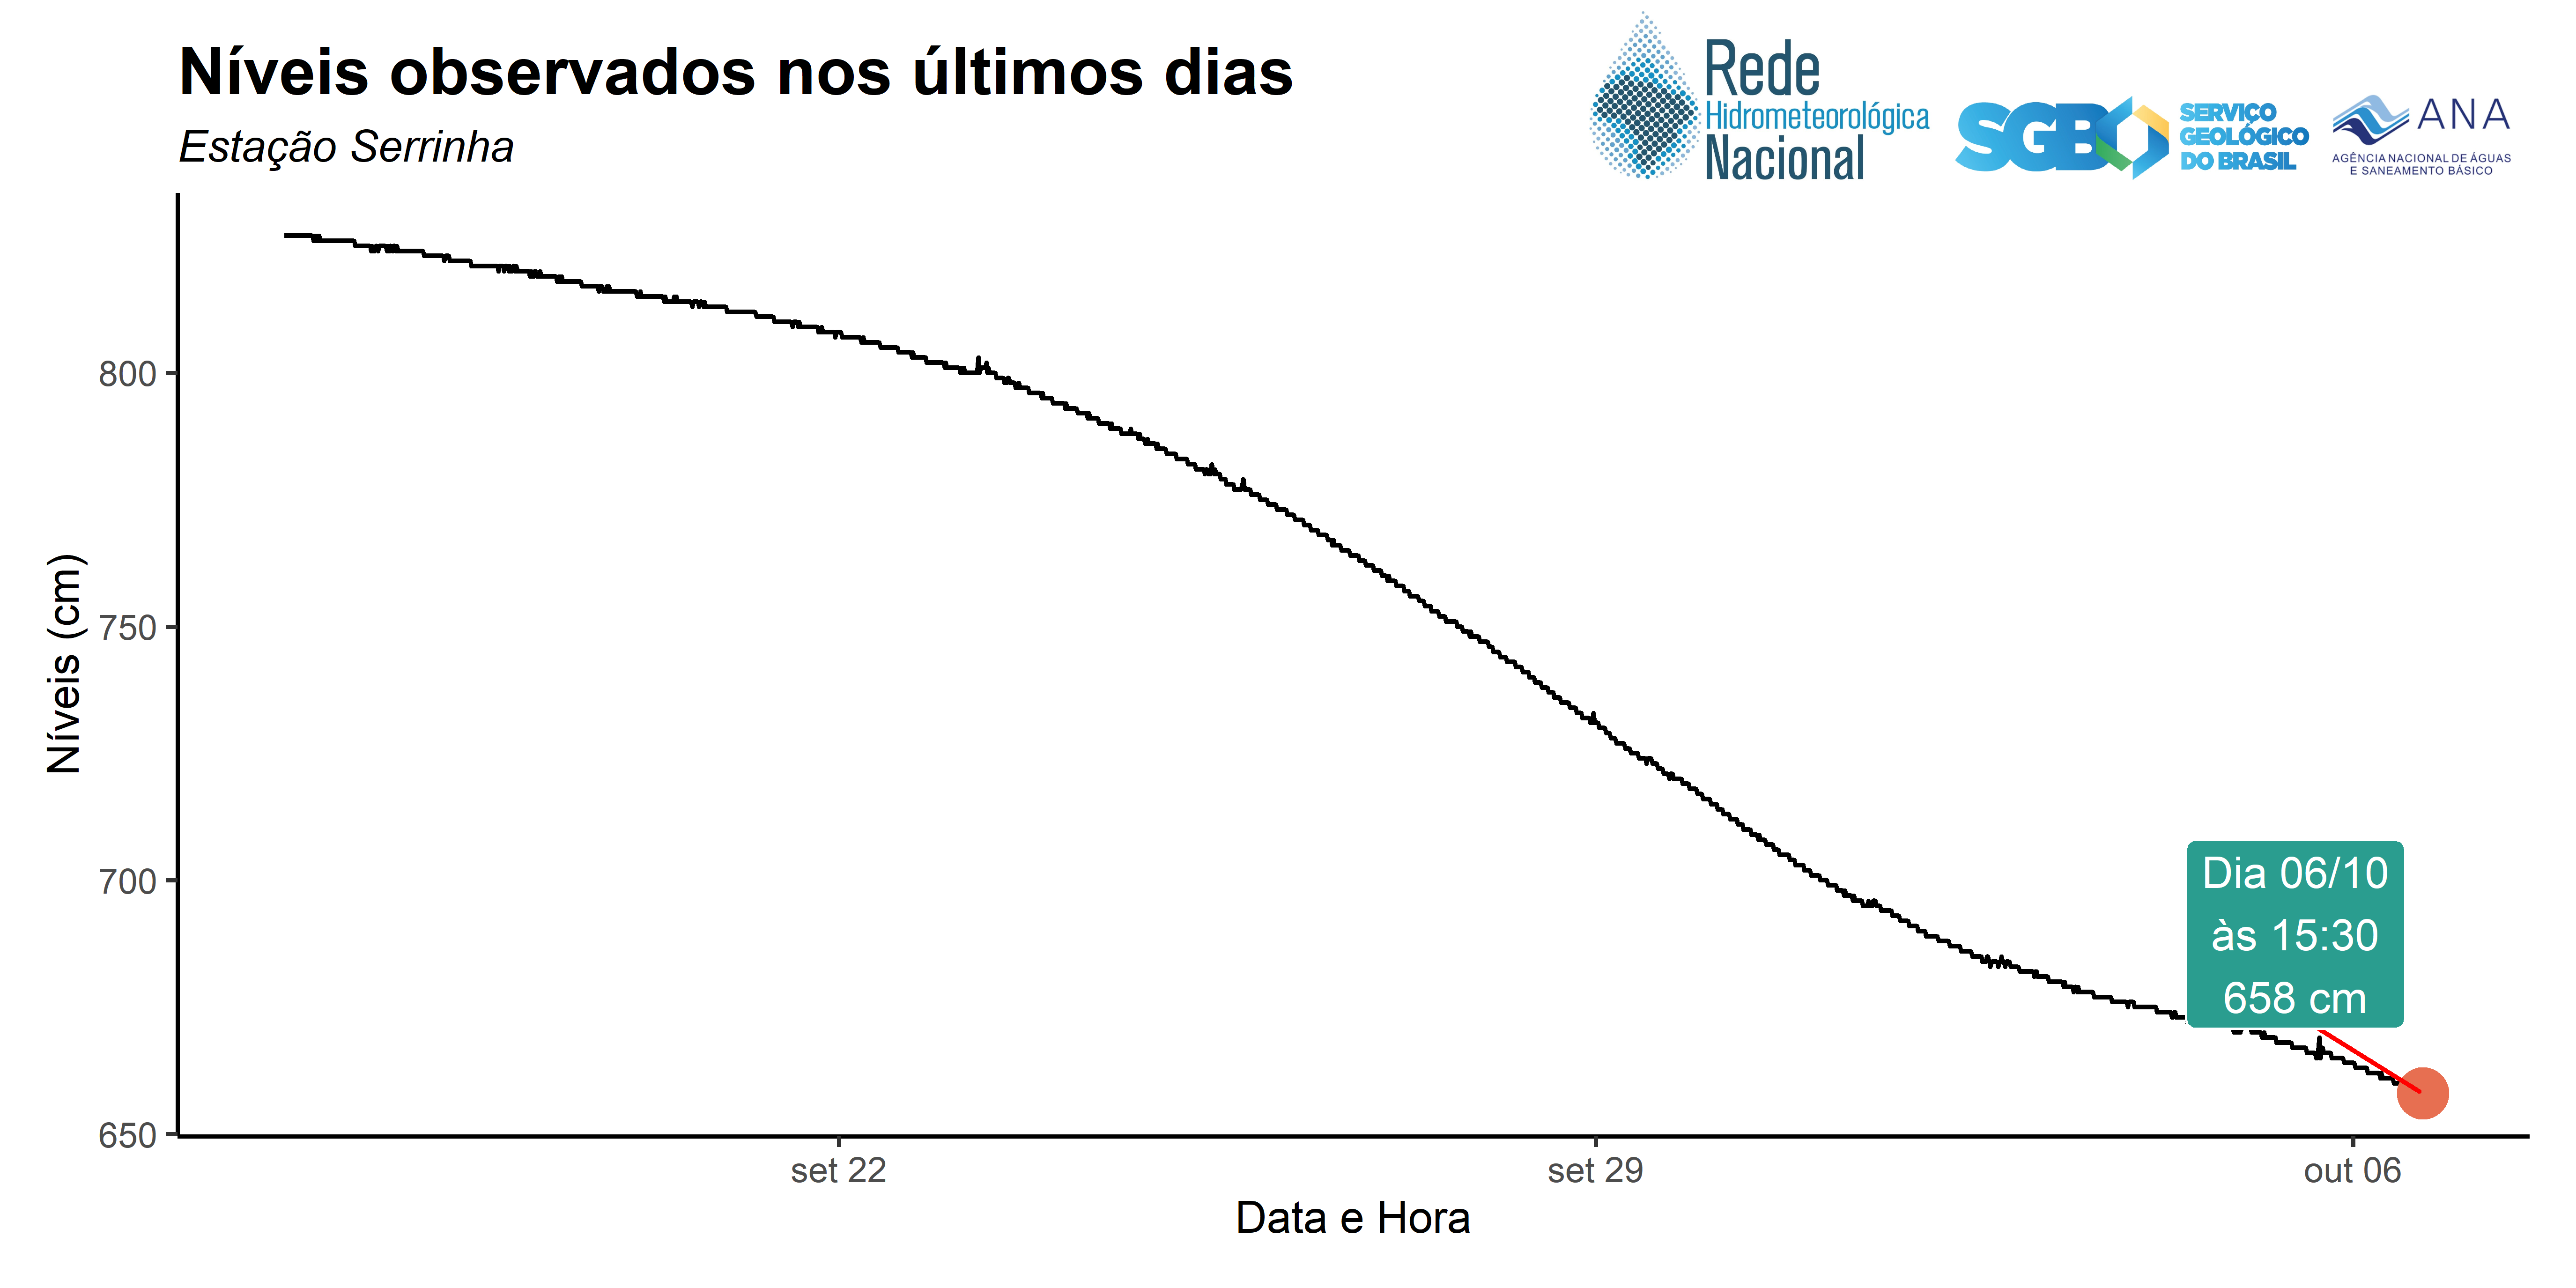 Níveis observados nos últimos dias
Estação Serrinha
Rede
Hidrometeorológica
Nacional
SGB
SERVIÇO
GEOLÓGICO
DO BRASIL
ANA
AGÊNCIA NACIONAL DE ÁGUAS
E SANEAMENTO BÁSICO
Níveis (cm)
800
750
700
650
Dia 06/10
às 15:30
658 cm
set 22
set 29
out 06
Data e Hora